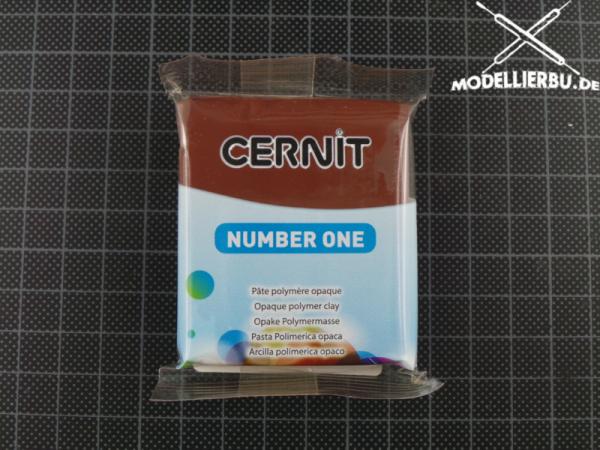 MODELLIERBU.DE
CERNIT
NUMBER ONE
Pâte polymère opaque
Opaque polymer clay
Opake Polymermasse
Pasta Polimerica opaca
Arcilla polimerica opaco